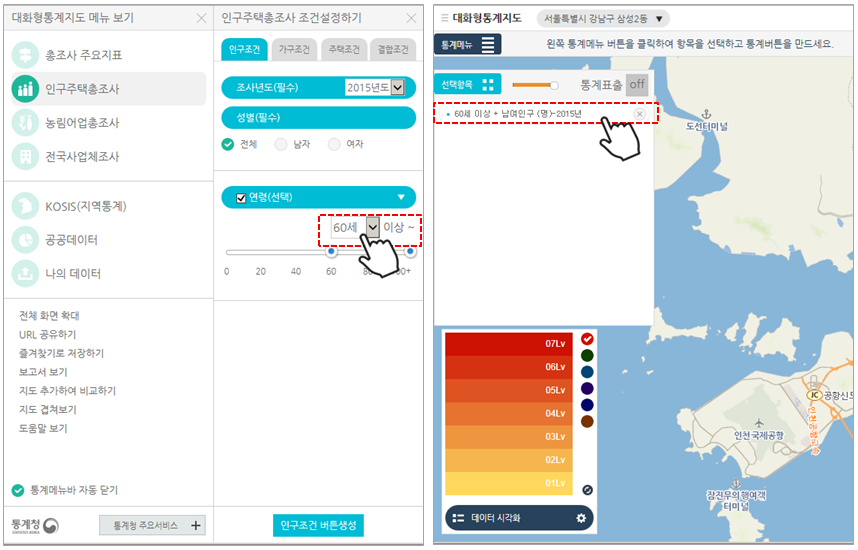 대화형통계지도 메뉴 보기
총조사 주요지표
인구주택총조사
농림어업총조사
전국사업체조사
KOSIS(지역통계)
공공데이터
나의 데이터
전체 화면 확대
URL 공유하기
즐겨찾기로 저장하기
보고서 보기
지도 추가하여 비교하기
지도 겹쳐보기
도움말 보기
통계메뉴바 자동 닫기
통계청
통계청 주요서비스 +
인구주택총조사 조건설정하기
인구조건 가구조건 주택조건 결합조건
조사년도(필수) 2015년도
성별(필수)
전체 남자 여자
연령(선택)
60세 이상 ~
0 20 40 60
인구조건 버튼생성
대화형통계지도 서울특별시 강남구 삼성2동
통계메뉴 왼쪽 통계메뉴 버튼을 클릭하여 항목을 선택하고 통계버튼을 만드세요.
선택항목 통계표출 off
60세 이상 + 남여인구 (명)-2015년
도선터미널
07Lv
06Lv
05Lv
04Lv
03Lv
02Lv
01Lv
데이터 시각화
JC 공항신도
인천국제공항
인천공항고속
잠진무의행여객
터미널